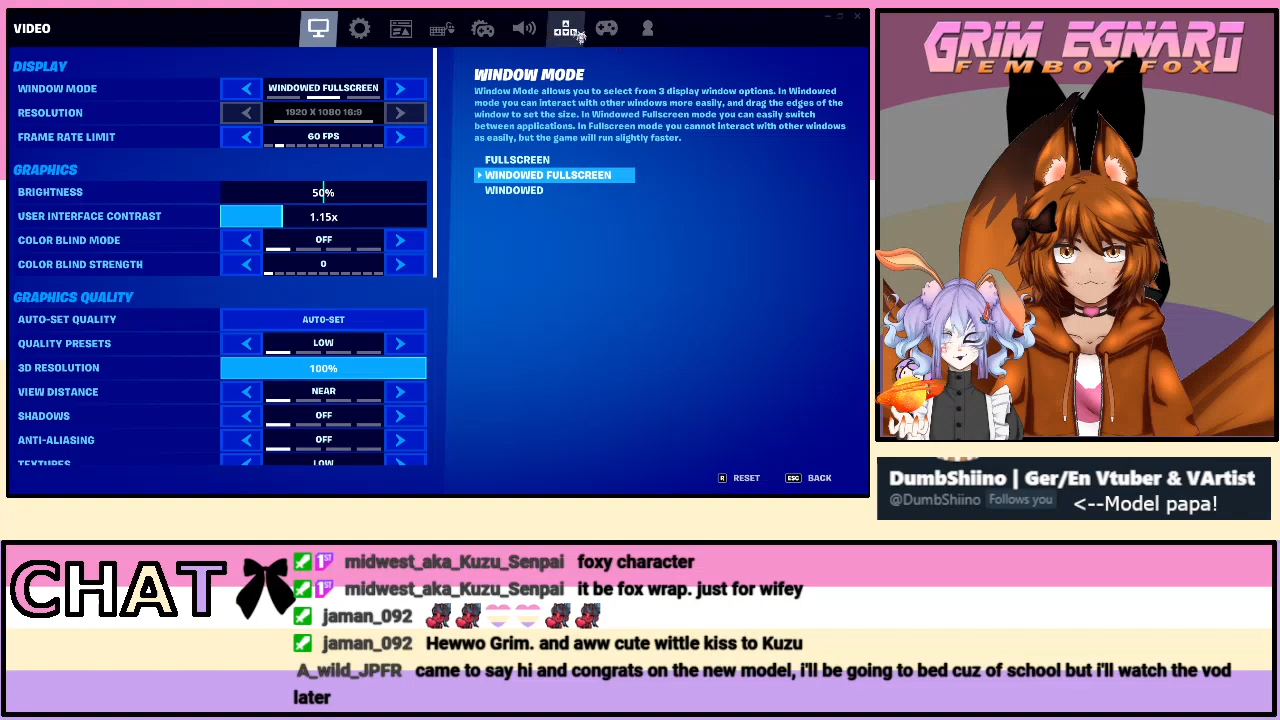 VIDEO
DISPLAY
WINDOW MODE
WINDOWED FULLSCREEN
RESOLUTION
1920 X 1080 16:9
FRAME RATE LIMIT
60 FPS
GRAPHICS
BRIGHTNESS
50%
USER INTERFACE CONTRAST
1.15x
COLOR BLIND MODE
OFF
COLOR BLIND STRENGTH
0
GRAPHICS QUALITY
AUTO-SET QUALITY
AUTO-SET
QUALITY PRESETS
LOW
3D RESOLUTION
100%
VIEW DISTANCE
NEAR
SHADOWS
OFF
ANTI-ALIASING
OFF
TEXTURES
LOW
WINDOW MODE
Window Mode allows you to select from 3 display window options. In Windowed
mode you can interact with other windows more easily, and drag the edges of the
window to set the size. In Windowed Fullscreen mode you can easily switch
between applications. In Fullscreen mode you cannot interact with other windows
as easily, but the game will run slightly faster.
FULLSCREEN
WINDOWED FULLSCREEN
WINDOWED
R RESET
ESC BACK
GRIM EGNART
FEMBOY FOX
DumbShiino | Ger/En Vtuber & VArtist
@DumbShiino Follows you
<--Model papa!
CHAT
1ST midwest_aka_Kuzu_Senpai foxy character
1ST midwest_aka_Kuzu_Senpai it be fox wrap. just for wifey
jaman_092
jaman_092 Hewwo Grim. and aww cute wittle kiss to Kuzu
A_wild_JPFR came to say hi and congrats on the new model, i'll be going to bed cuz of school but i'll watch the vod
later